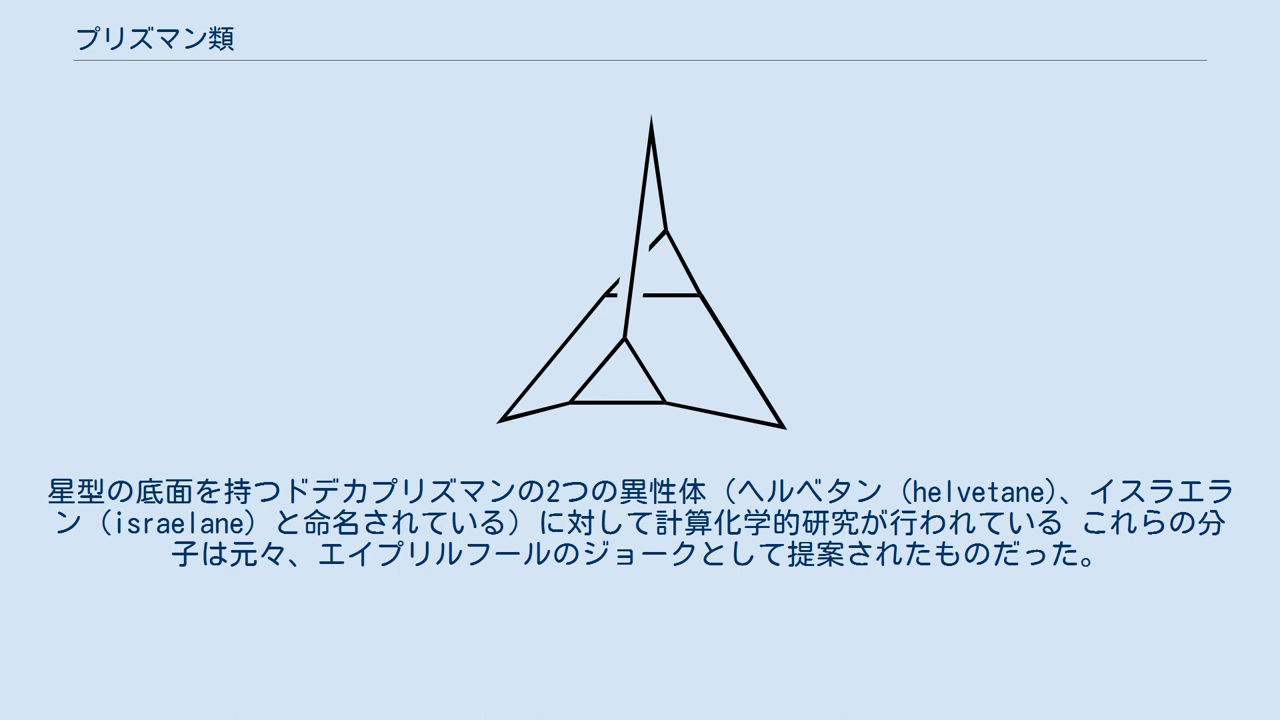 プリズマン類
星型の底面を持つドデカプリズマンの2つの異性体（ヘルベタン（helvetane）、イスラエラ
ン（israelane）と命名されている）に対して計算化学的研究が行われている これらの分
子は元々、エイプリルフールのジョークとして提案されたものだった。